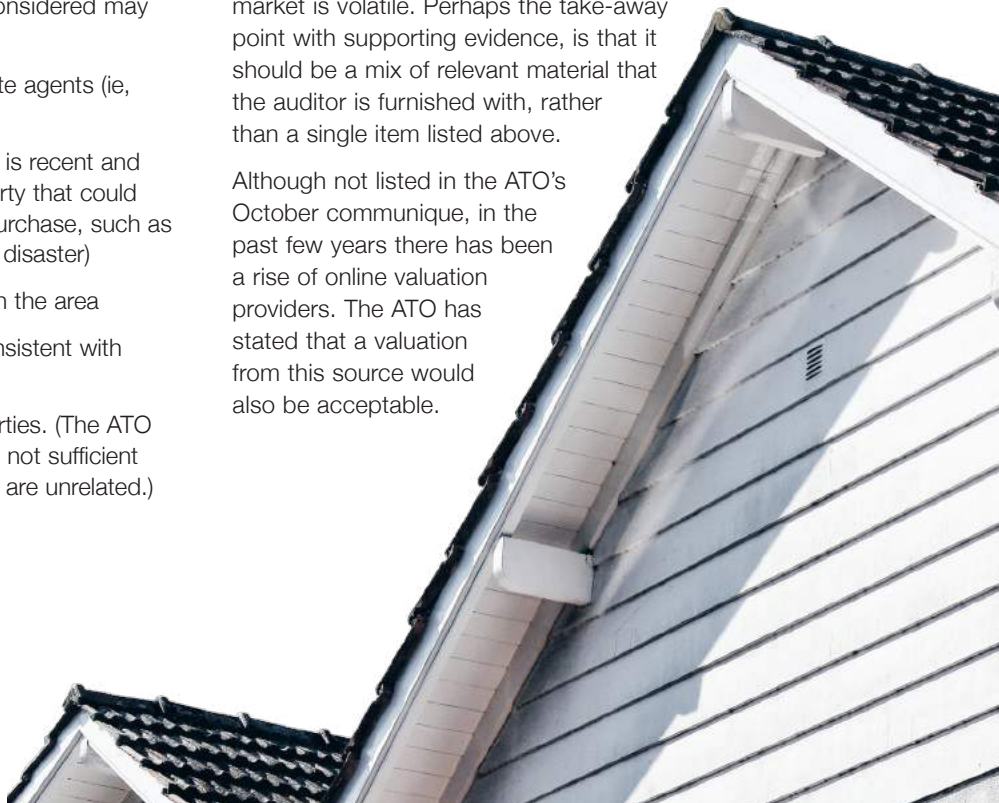 onsidered may
te agents (ie,
is recent and
rty that could
urchase, such as
disaster)
n the area
nsistent with
rties. (The ATO
not sufficient
are unrelated.)
market is volatile. Perhaps the take-away
point with supporting evidence, is that it
should be a mix of relevant material that
the auditor is furnished with, rather
than a single item listed above.
Although not listed in the ATO’s
October communique, in the
past few years there has been
a rise of online valuation
providers. The ATO has
stated that a valuation
from this source would
also be acceptable.